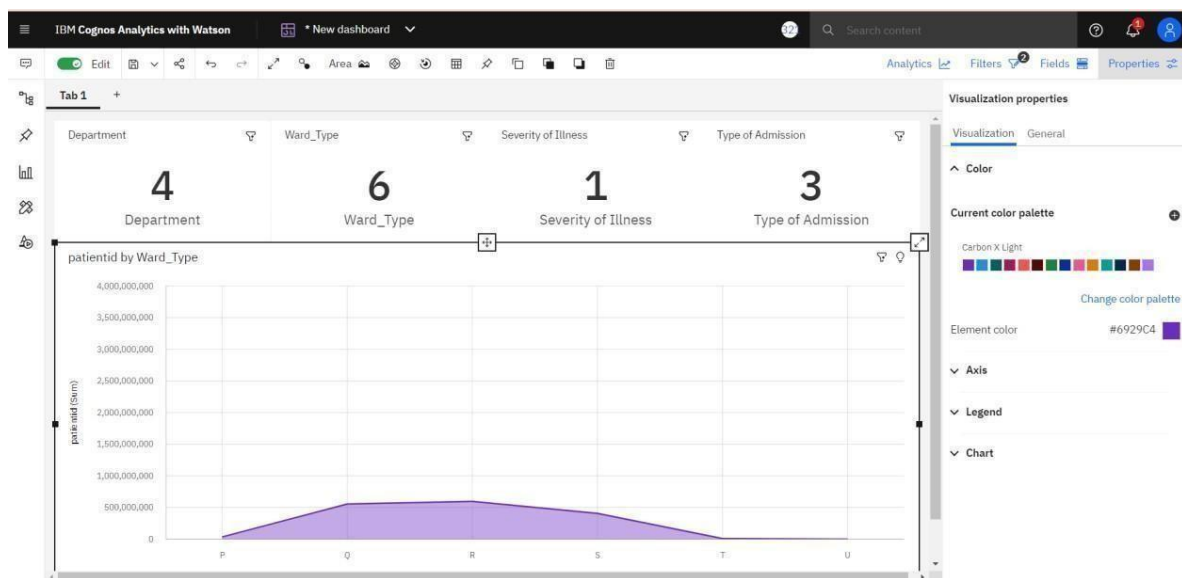 IBM Cognos Analytics with Watson
* New dashboard
Search content
1
Edit
Area
Analytics
Filters
2
Fields
Properties
Tab 1
+
Department
Ward_Type
Severity of Illness
Type of Admission
4
6
1
3
Department
Ward_Type
Severity of Illness
Type of Admission
patientid by Ward_Type
patientid (Sum)
4,000,000,000
3,500,000,000
3,000,000,000
2,500,000,000
2,000,000,000
1,500,000,000
1,000,000,000
500,000,000
0
P
Q
R
S
T
U
Visualization properties
Visualization
General
Color
Current color palette
Carbon X Light
Change color palette
Element color
#6929C4
Axis
Legend
Chart